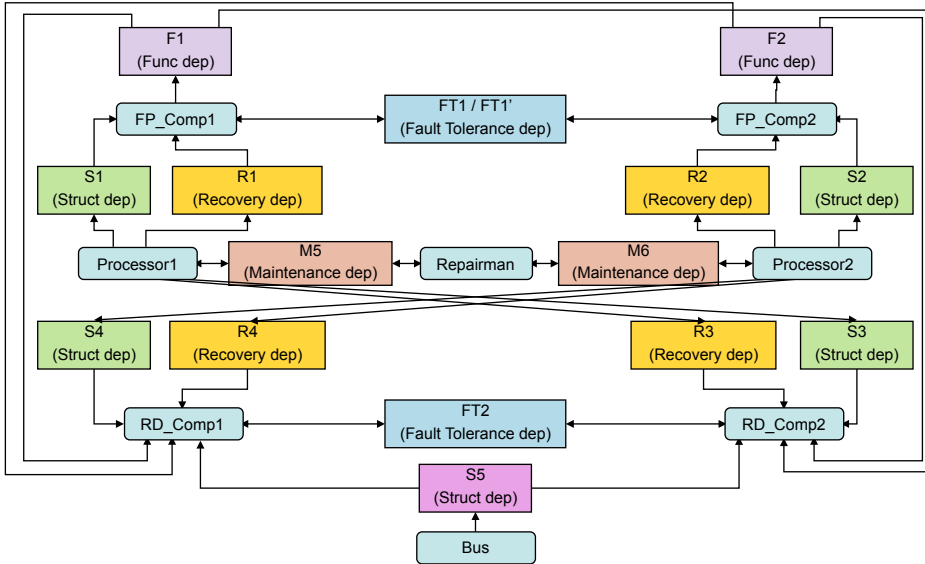 F1
(Func dep)
F2
(Func dep)
FP_Comp1
FT1 / FT1’
(Fault Tolerance dep)
FP_Comp2
S1
(Struct dep)
R1
(Recovery dep)
R2
(Recovery dep)
S2
(Struct dep)
Processor1
M5
(Maintenance dep)
Repairman
M6
(Maintenance dep)
Processor2
S4
(Struct dep)
R4
(Recovery dep)
R3
(Recovery dep)
S3
(Struct dep)
RD_Comp1
FT2
(Fault Tolerance dep)
RD_Comp2
S5
(Struct dep)
Bus